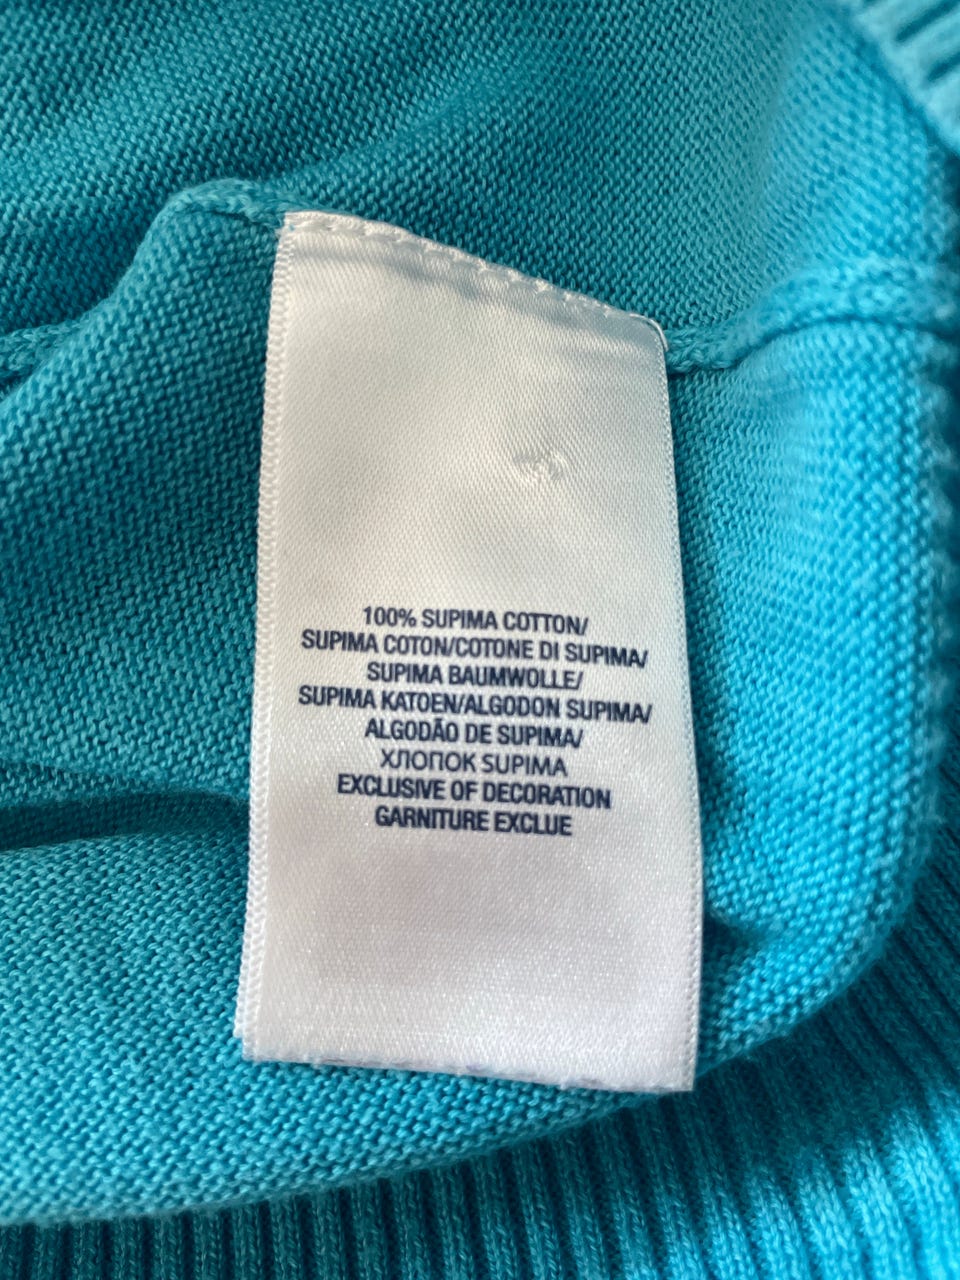 100% SUPIMA COTTON/
SUPIMA COTON/COTONE DI SUPIMA/
SUPIMA BAUMWOLLE/
SUPIMA KATOEN/ALGODON SUPIMA/
ALGODÃO DE SUPIMA/
ХЛОПОК SUPIMA
EXCLUSIVE OF DECORATION
GARNITURE EXCLUE